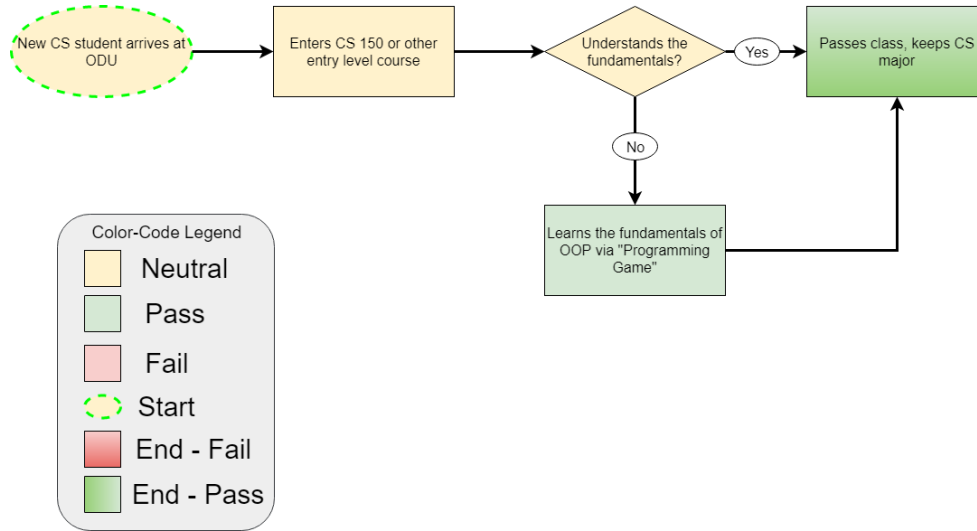 New CS student arrives at
ODU
Enters CS 150 or other
entry level course
Understands the
fundamentals?
Yes
Passes class, keeps CS
major
No
Learns the fundamentals of
OOP via "Programming
Game"
Color-Code Legend
Neutral
Pass
Fail
Start
End - Fail
End - Pass